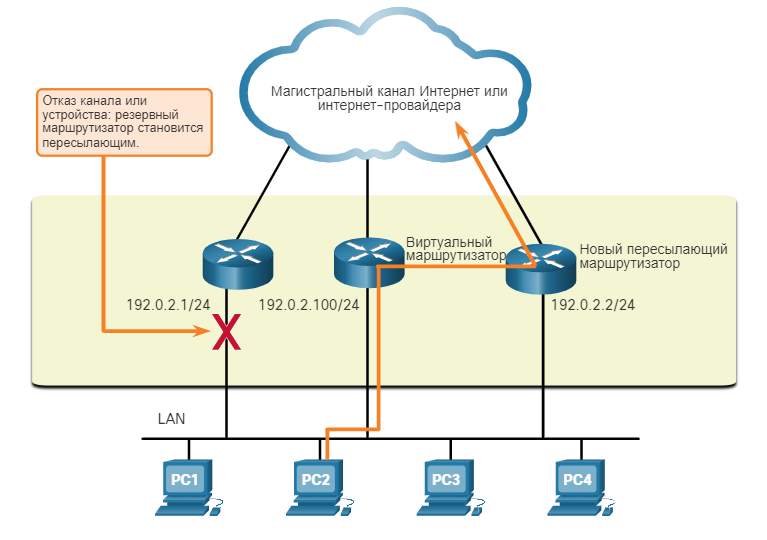 Магистральный канал Интернет или
интернет-провайдера
Отказ канала или
устройства: резервный
маршрутизатор становится
пересылающим.
Виртуальный
маршрутизатор
Новый пересылающий
маршрутизатор
192.0.2.1/24
192.0.2.100/24
192.0.2.2/24
X
LAN
PC1
PC2
PC3
PC4